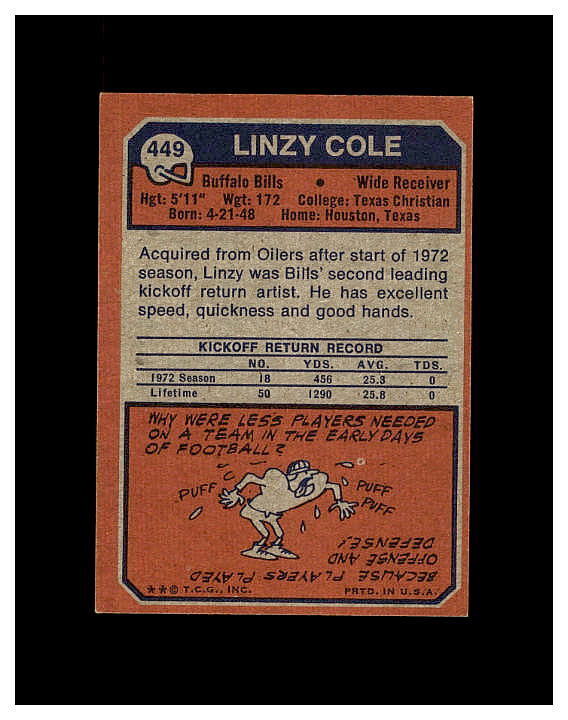 449
LINZY COLE
Buffalo Bills • Wide Receiver
Hgt: 5'11" Wgt: 172 College: Texas Christian
Born: 4-21-48 Home: Houston, Texas
Acquired from Oilers after start of 1972
season, Linzy was Bills' second leading
kickoff return artist. He has excellent
speed, quickness and good hands.
KICKOFF RETURN RECORD
NO. YDS. AVG. TDS.
1972 Season 18 456 25.3 0
Lifetime 50 1290 25.8 0
WHY WERE LESS PLAYERS NEEDED
ON A TEAM IN THE EARLY DAYS
OF FOOTBALL?
PUFF
PUFF
PUFF
BECAUSE PLAYERS PLAYED
OFFENSE AND
DEFENSE!
**© T.C.G., INC. PRTD. IN U.S.A.